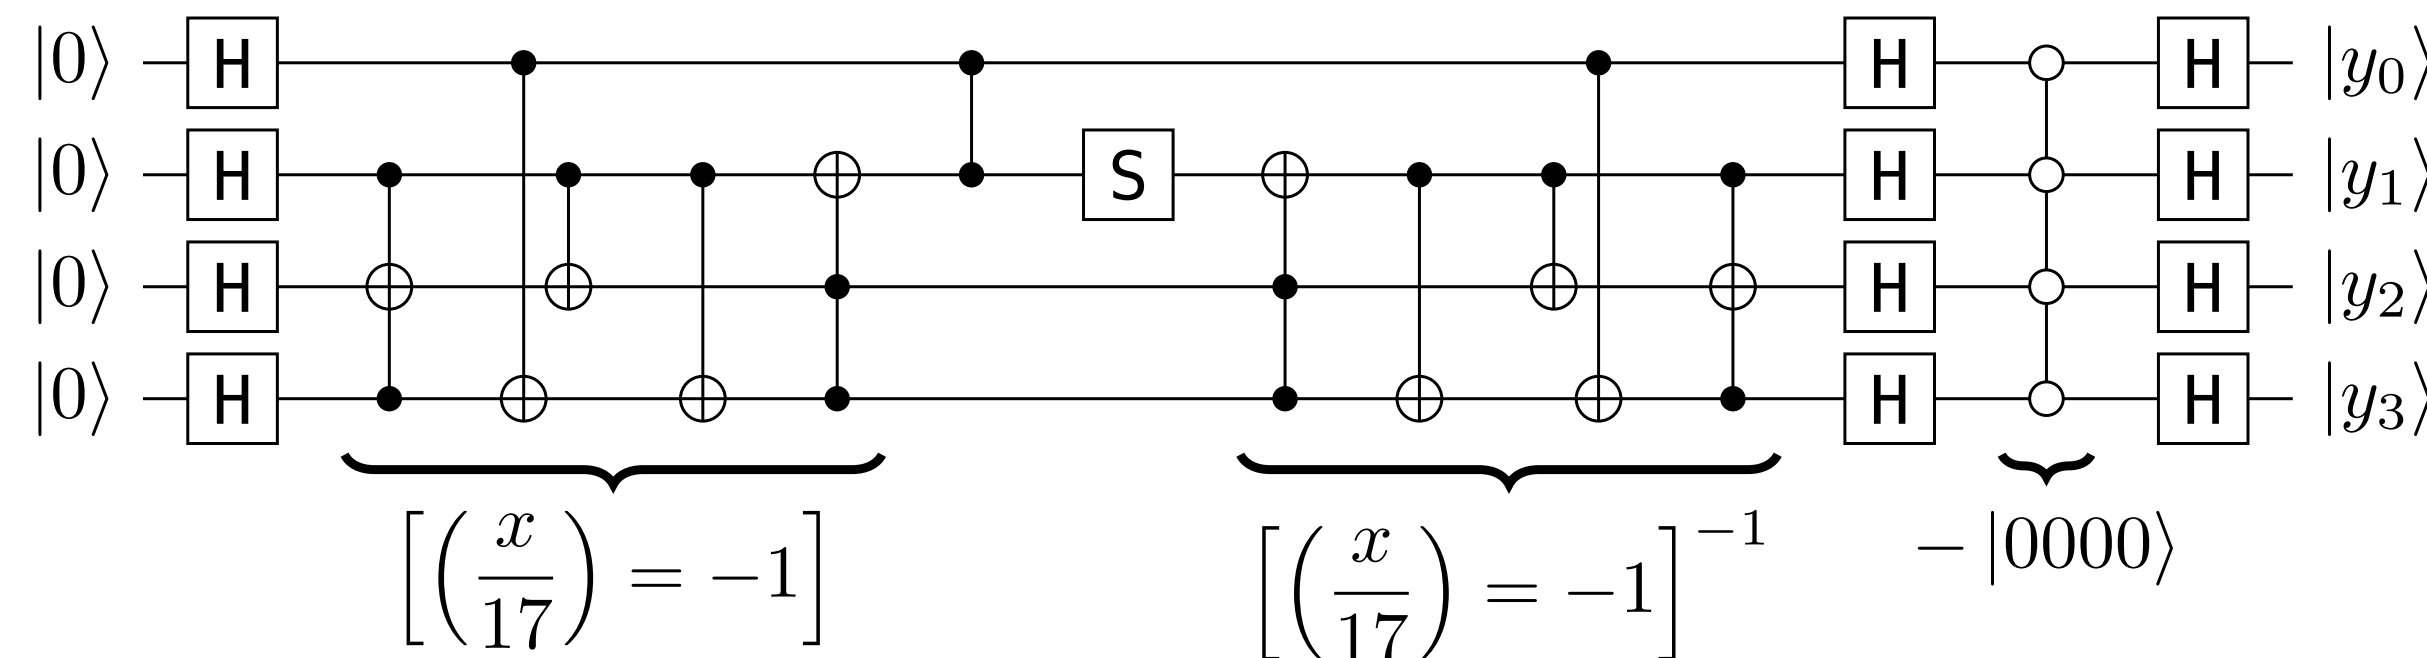 |0⟩ H H H |y₀⟩
|0⟩ H S H H |y₁⟩
|0⟩ H H H |y₂⟩
|0⟩ H H H |y₃⟩
[(x/17) = −1] [(x/17) = −1]⁻¹ − |0000⟩